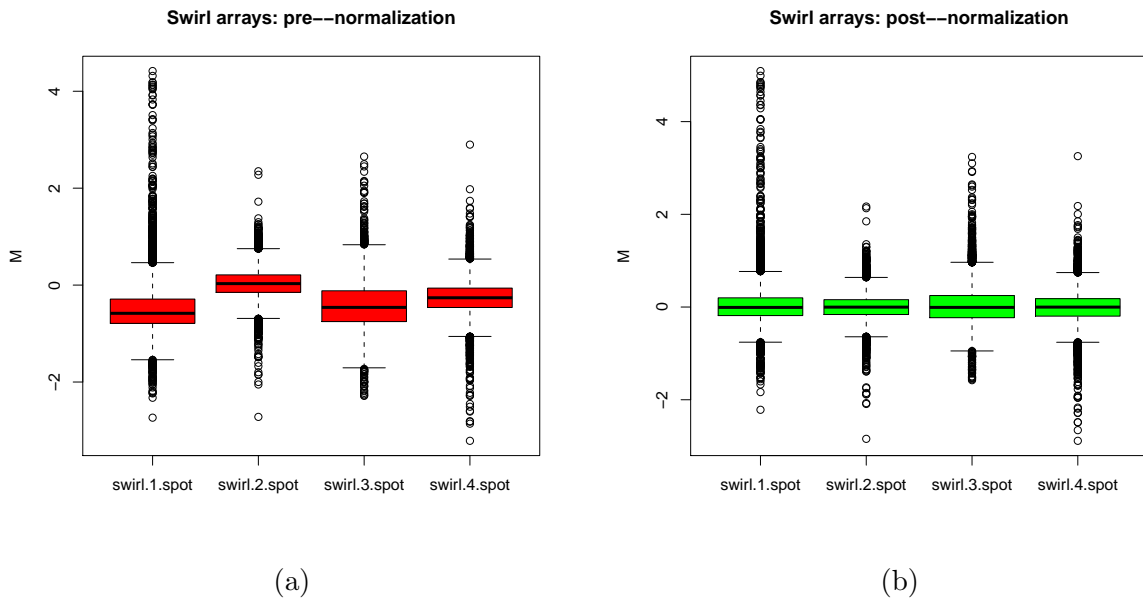 Swirl arrays: pre−−normalization
M
4
2
0
−2
swirl.1.spot swirl.2.spot swirl.3.spot swirl.4.spot
(a)
Swirl arrays: post−−normalization
M
4
2
0
−2
swirl.1.spot swirl.2.spot swirl.3.spot swirl.4.spot
(b)